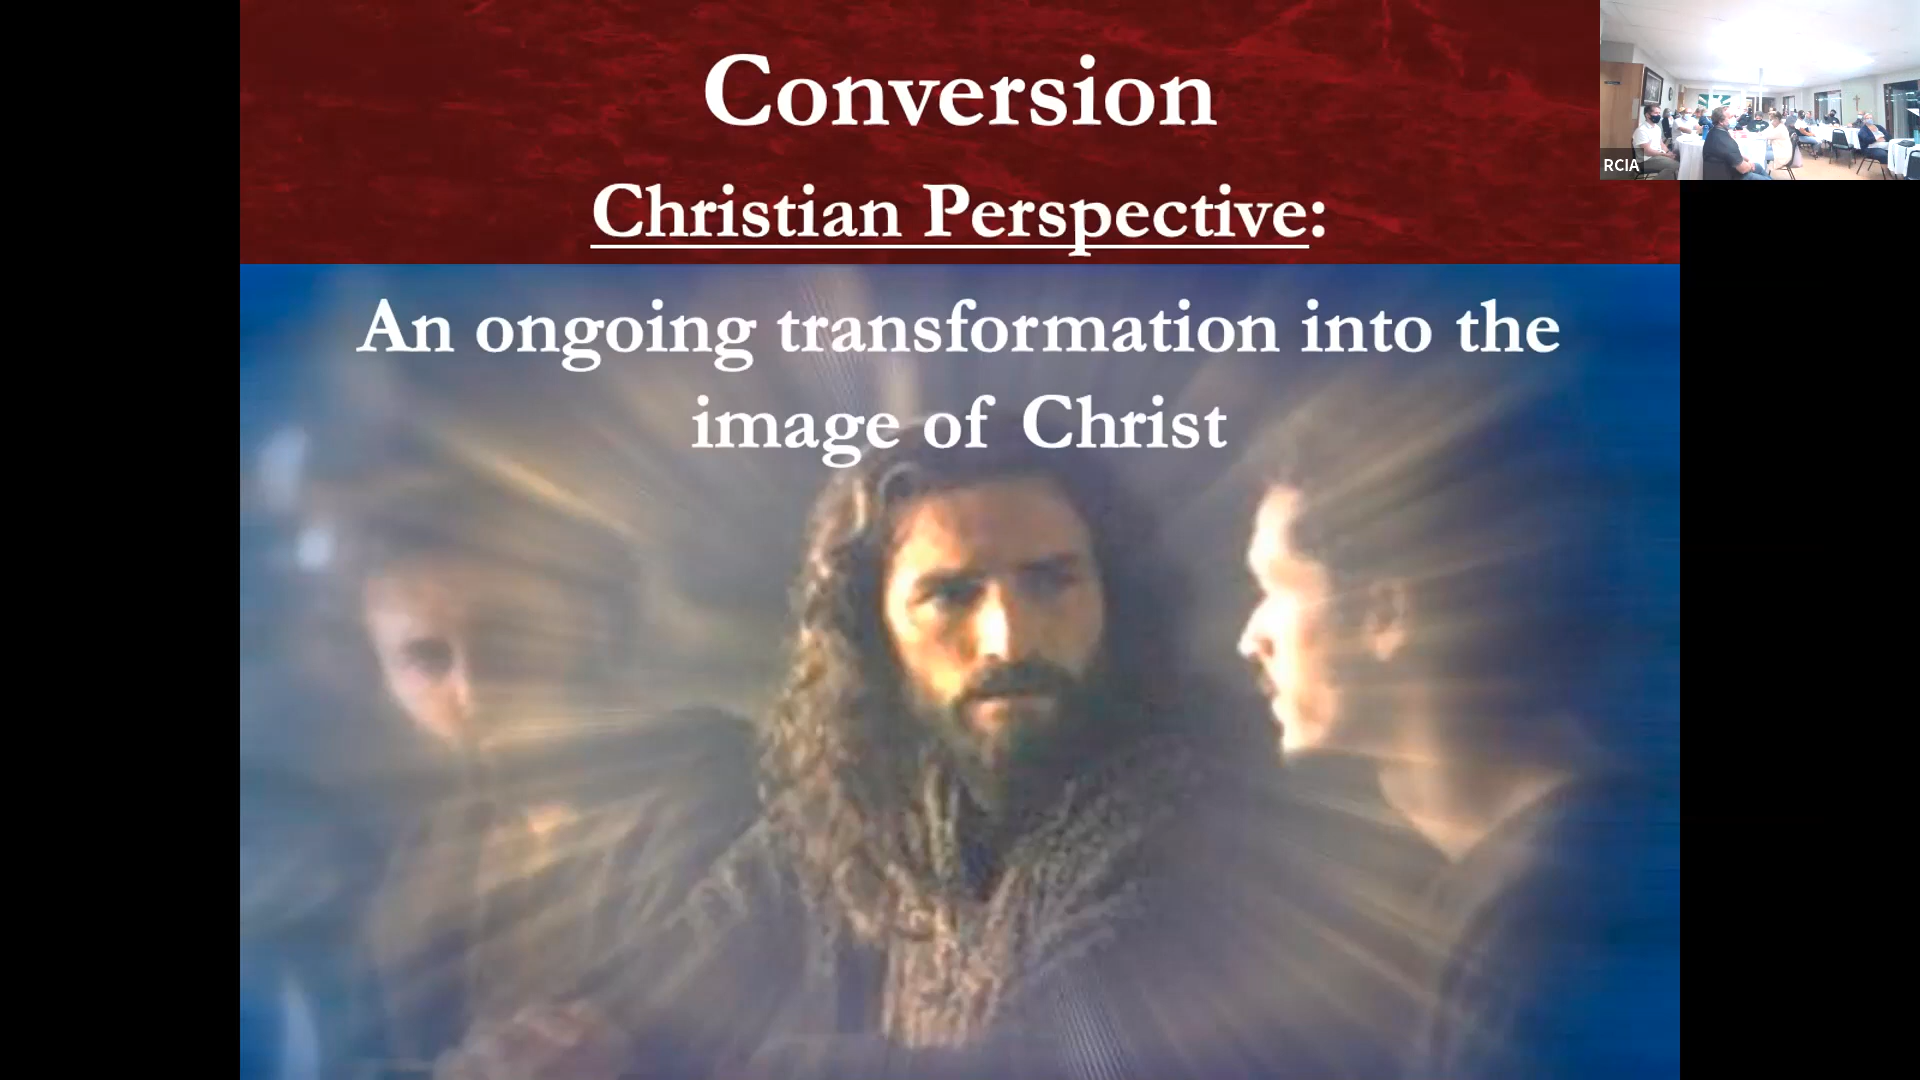 Conversion
Christian Perspective:
An ongoing transformation into the
image of Christ
RCIA